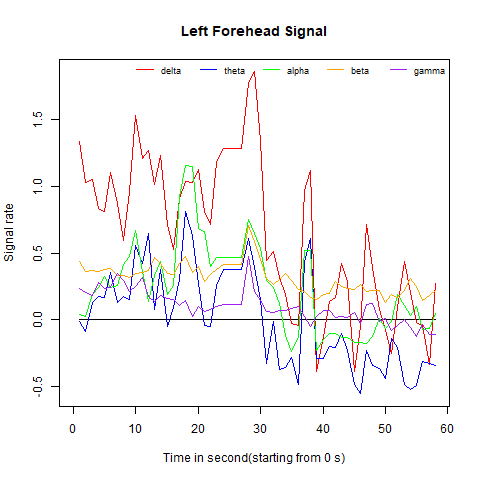 Left Forehead Signal
delta theta alpha beta gamma
Signal rate
1.5
1.0
0.5
0.0
-0.5
0 10 20 30 40 50 60
Time in second(starting from 0 s)